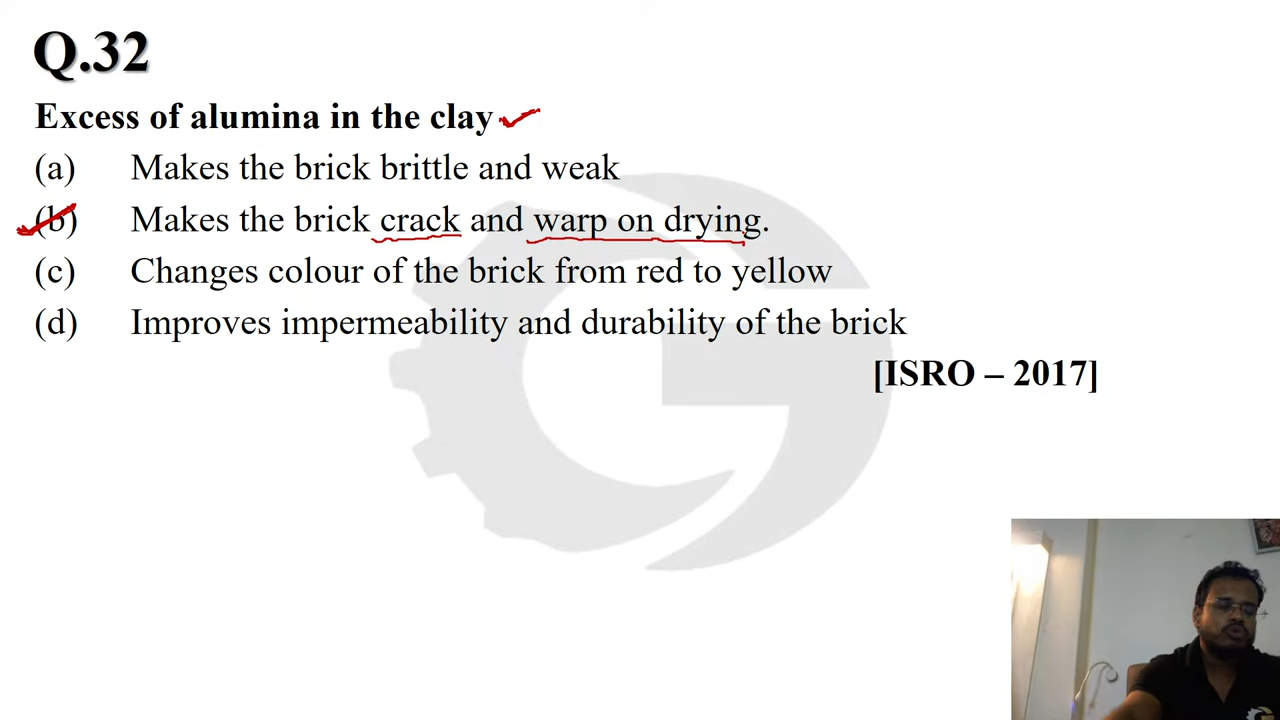 Q.32
Excess of alumina in the clay
(a) Makes the brick brittle and weak
(b) Makes the brick crack and warp on drying.
(c) Changes colour of the brick from red to yellow
(d) Improves impermeability and durability of the brick
[ISRO – 2017]